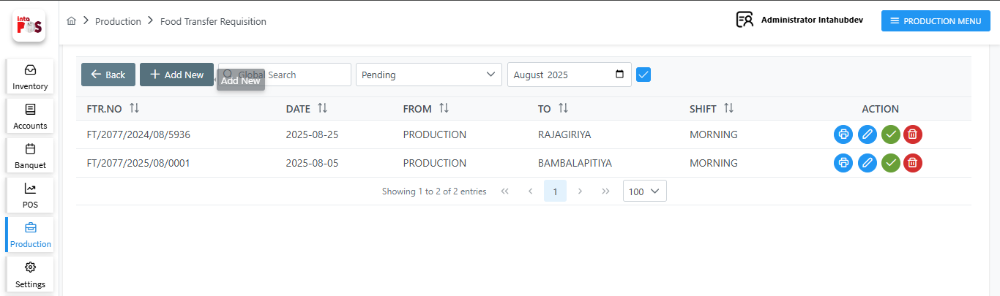 Inta
POS
Production
Food Transfer Requisition
Administrator Intahubdev
PRODUCTION MENU
Inventory
Accounts
Banquet
POS
Production
Settings
Back
Add New
Global Search
Add New
Pending
August 2025
FTR.NO DATE FROM TO SHIFT ACTION
FT/2077/2024/08/5936 2025-08-25 PRODUCTION RAJAGIRIYA MORNING
FT/2077/2025/08/0001 2025-08-05 PRODUCTION BAMBALAPITIYA MORNING
Showing 1 to 2 of 2 entries 1 100